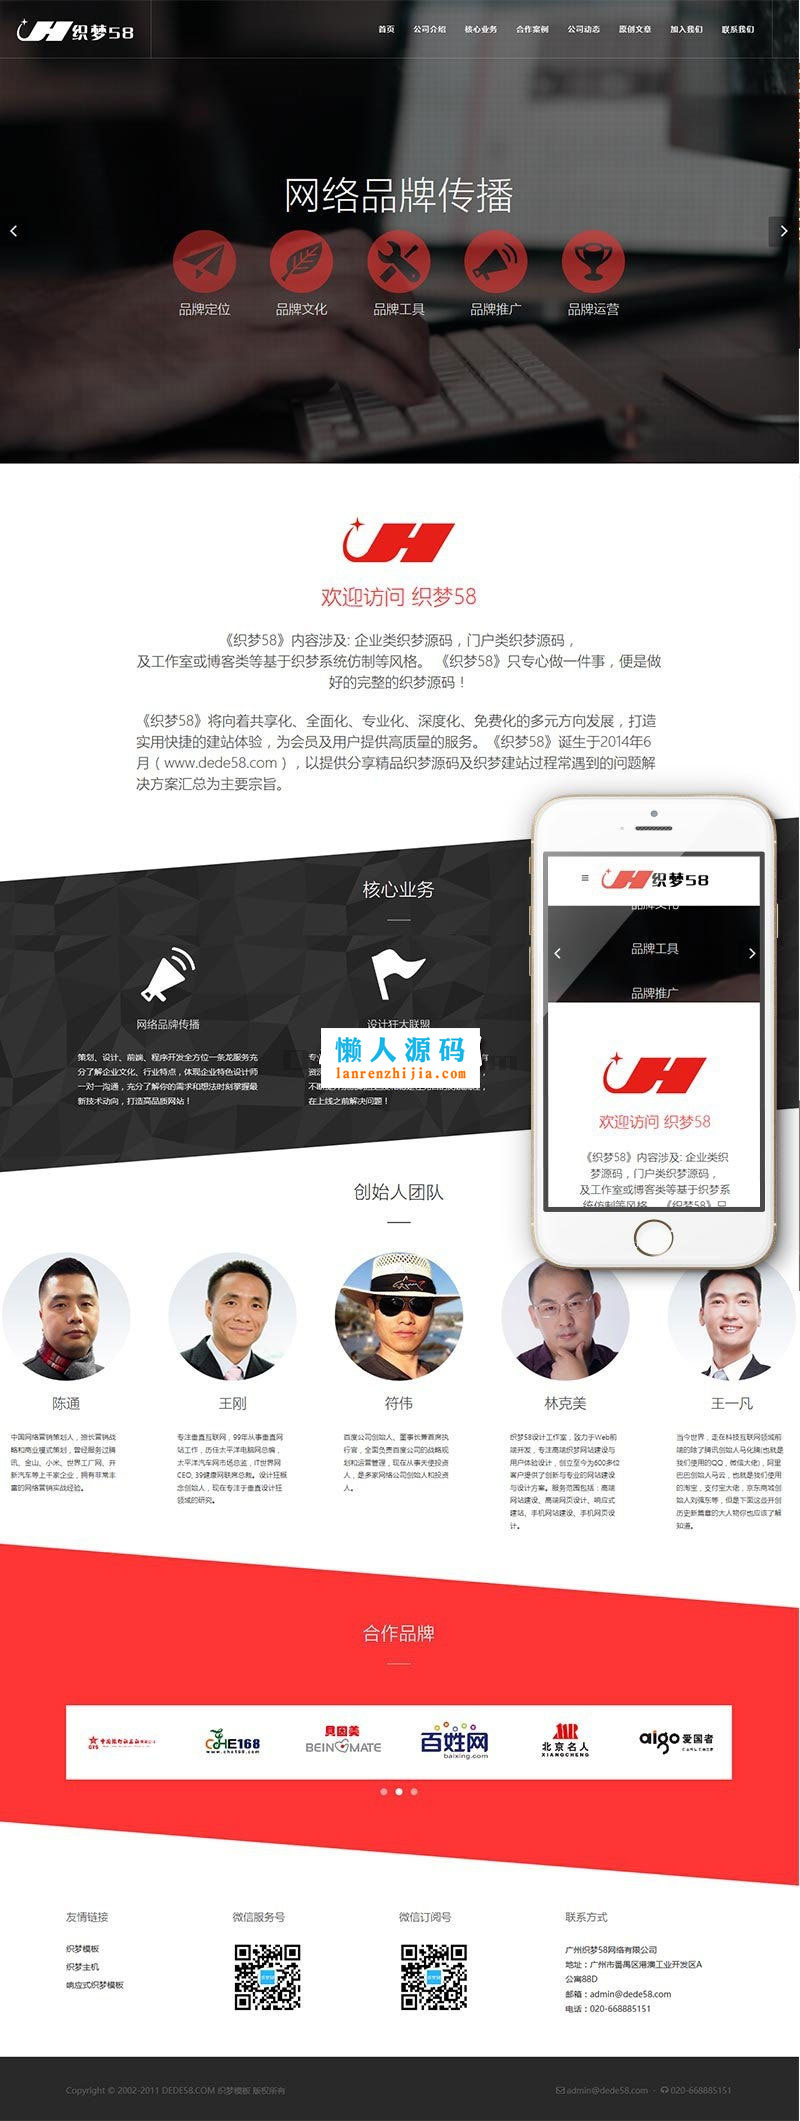 织梦58
首页 公司介绍 核心业务 合作案例 公司动态 原创文章 加入我们 联系我们
网络品牌传播
品牌定位 品牌文化 品牌工具 品牌推广 品牌运营
欢迎访问 织梦58
《织梦58》内容涉及: 企业类织梦源码，门户类织梦源码，
及工作室或博客类等基于织梦系统仿制等风格。 《织梦58》只专心做一件事，便是做
好的完整的织梦源码！
《织梦58》将向着共享化、全面化、专业化、深度化、免费化的多元方向发展，打造
实用快捷的建站体验，为会员及用户提供高质量的服务。《织梦58》诞生于2014年6
月（www.dede58.com），以提供分享精品织梦源码及织梦建站过程常遇到的问题解
决方案汇总为主要宗旨。
核心业务
网络品牌传播
策划、设计、前端、程序开发全方位一条龙服务充
分了解企业文化、行业特点，体现企业特色设计师
一对一沟通，充分了解你的需求和想法时刻掌握最
新技术动向，打造高品质网站！
设计狂大联盟
在上线之前解决问题！
懒人源码
lanrenzhijia.com
织梦58
品牌工具
品牌推广
欢迎访问 织梦58
《织梦58》内容涉及: 企业类织
梦源码，门户类织梦源码，
及工作室或博客类等基于织梦系
统仿制等风格。 《织梦58》只
创始人团队
陈通
中国网络营销策划人，擅长营销战
略和商业模式策划，曾经服务过腾
讯、金山、小米、世界工厂网、开
新汽车等上千家企业，拥有非常丰
富的网络营销实战经验。
王刚
专注垂直互联网，99年从事垂直网
站工作，历任太平洋电脑网总编，
太平洋汽车网市场总监，IT世界网
CEO, 39健康网联席总裁。设计狂概
念创始人，现在专注于垂直设计狂
领域的研究。
符伟
百度公司创始人、董事长兼首席执
行官，全面负责百度公司的战略规
划和运营管理，现在从事天使投资
人，是多家网络公司创始人和投资
人。
林克美
织梦58设计工作室，致力于Web前
端开发，专注高端织梦网站建设与
用户体验设计，创立至今为600多位
客户提供了创新与专业的网站建设
与设计方案。服务范围包括：高端
网站建设、高端网页设计、响应式
建站、手机网站建设、手机网页设
计。
王一凡
当今世界，走在科技互联网领域前
端的除了腾讯创始人马化腾(也就是
我们使用的QQ，微信大佬)，阿里
巴巴创始人马云，也就是我们使用
的淘宝，支付宝大佬，京东商城创
始人刘强东等，但是下面这些开创
历史新篇章的大人物你也应该了解
知道。
合作品牌
CHE168
www.che168.com
贝因美
BEINGMATE
百姓网
baixing.com
北京名人
XIANGCHENG
aigo 爱国者
友情链接
织梦模板
织梦主机
响应式织梦模板
微信服务号
微信订阅号
联系方式
广州织梦58网络有限公司
地址：广州市番禺区港澳工业开发区A
公寓88D
邮箱：admin@dede58.com
电话：020-668885151
Copyright © 2002-2011 DEDE58.COM 织梦模板 版权所有
admin@dede58.com - 020-668885151